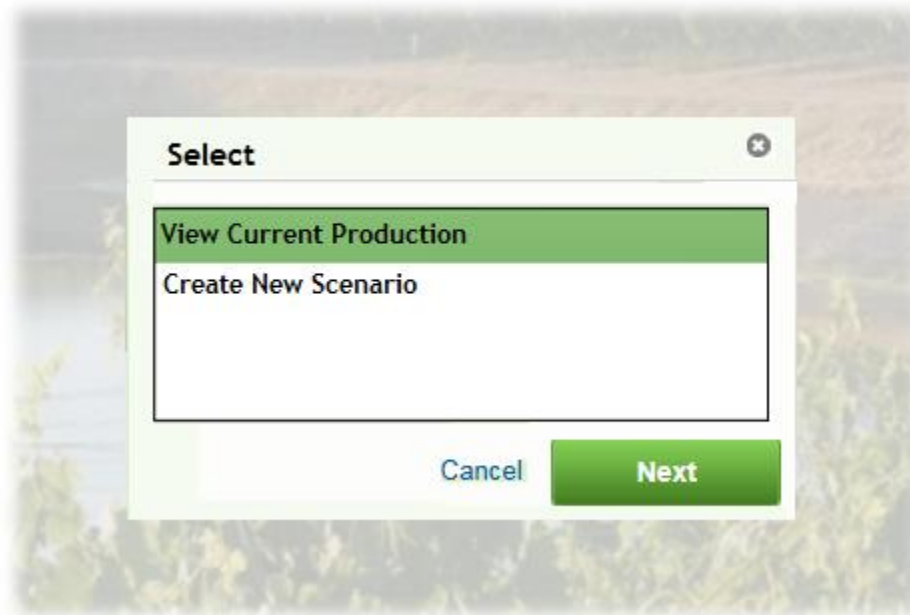 Select
View Current Production
Create New Scenario
Cancel Next